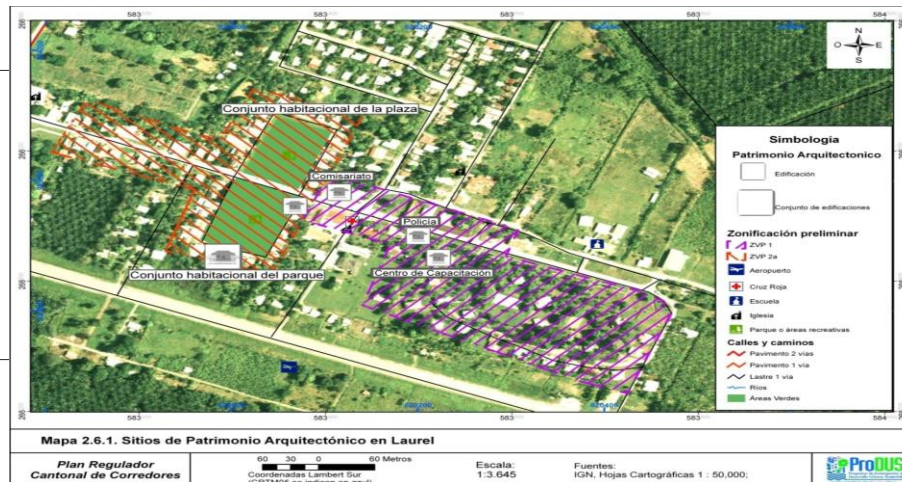 583 583 583 584
N
O E
S
Conjunto habitacional de la plaza
Comisariato
Policía
Centro de Capacitación
Conjunto habitacional del parque
Simbología
Patrimonio Arquitectonico
Edificación
Conjunto de edificaciones
Zonificación preliminar
ZVP 1
ZVP 2a
Aeropuerto
Cruz Roja
Escuela
Iglesia
Parque o áreas recreativas
Calles y caminos
Pavimento 2 vias
Pavimento 1 via
Lastre 1 via
Ríos
Áreas Verdes
583 583 583 584
Mapa 2.6.1. Sitios de Patrimonio Arquitectónico en Laurel
Plan Regulador
Cantonal de Corredores
60 30 0 60 Metros
Coordenadas Lambert Sur
Escala:
1:3.645
Fuentes:
IGN, Hojas Cartográficas 1 : 50,000;
ProDUS